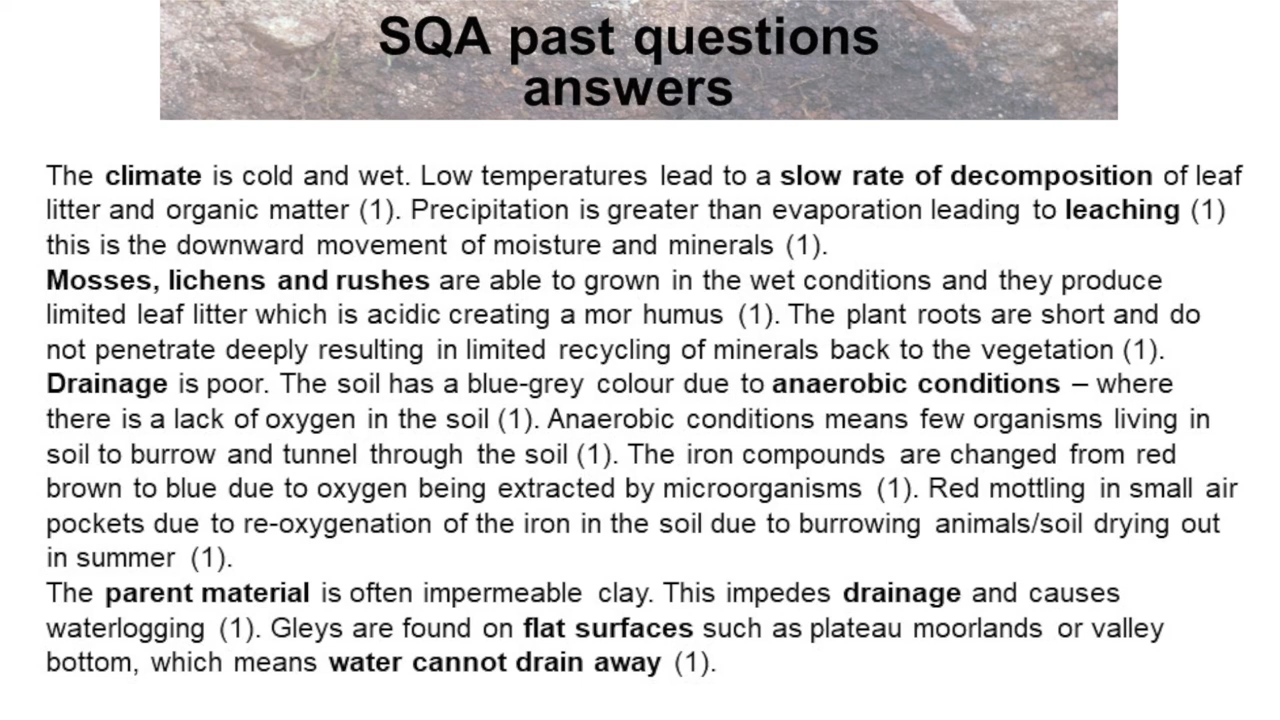 SQA past questions
answers
The climate is cold and wet. Low temperatures lead to a slow rate of decomposition of leaf
litter and organic matter (1). Precipitation is greater than evaporation leading to leaching (1)
this is the downward movement of moisture and minerals (1).
Mosses, lichens and rushes are able to grown in the wet conditions and they produce
limited leaf litter which is acidic creating a mor humus (1). The plant roots are short and do
not penetrate deeply resulting in limited recycling of minerals back to the vegetation (1).
Drainage is poor. The soil has a blue-grey colour due to anaerobic conditions – where
there is a lack of oxygen in the soil (1). Anaerobic conditions means few organisms living in
soil to burrow and tunnel through the soil (1). The iron compounds are changed from red
brown to blue due to oxygen being extracted by microorganisms (1). Red mottling in small air
pockets due to re-oxygenation of the iron in the soil due to burrowing animals/soil drying out
in summer (1).
The parent material is often impermeable clay. This impedes drainage and causes
waterlogging (1). Gleys are found on flat surfaces such as plateau moorlands or valley
bottom, which means water cannot drain away (1).